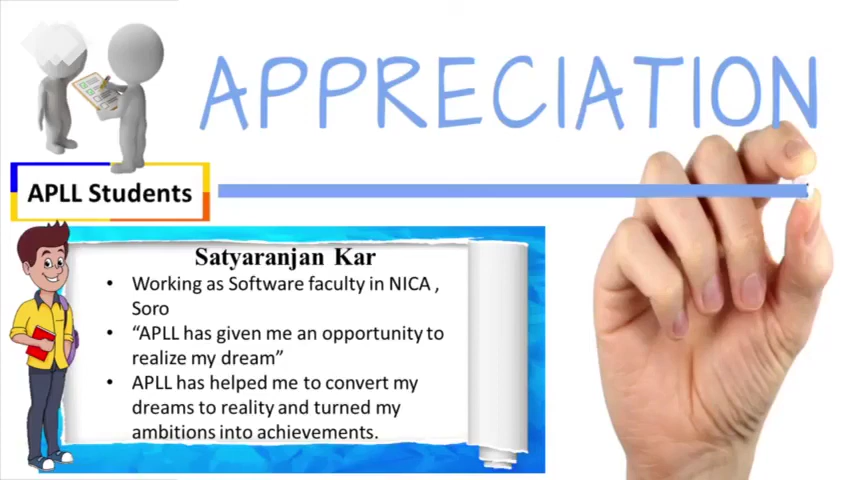 APPRECIATION
APLL Students
Satyaranjan Kar
• Working as Software faculty in NICA ,
Soro
• “APLL has given me an opportunity to
realize my dream”
• APLL has helped me to convert my
dreams to reality and turned my
ambitions into achievements.